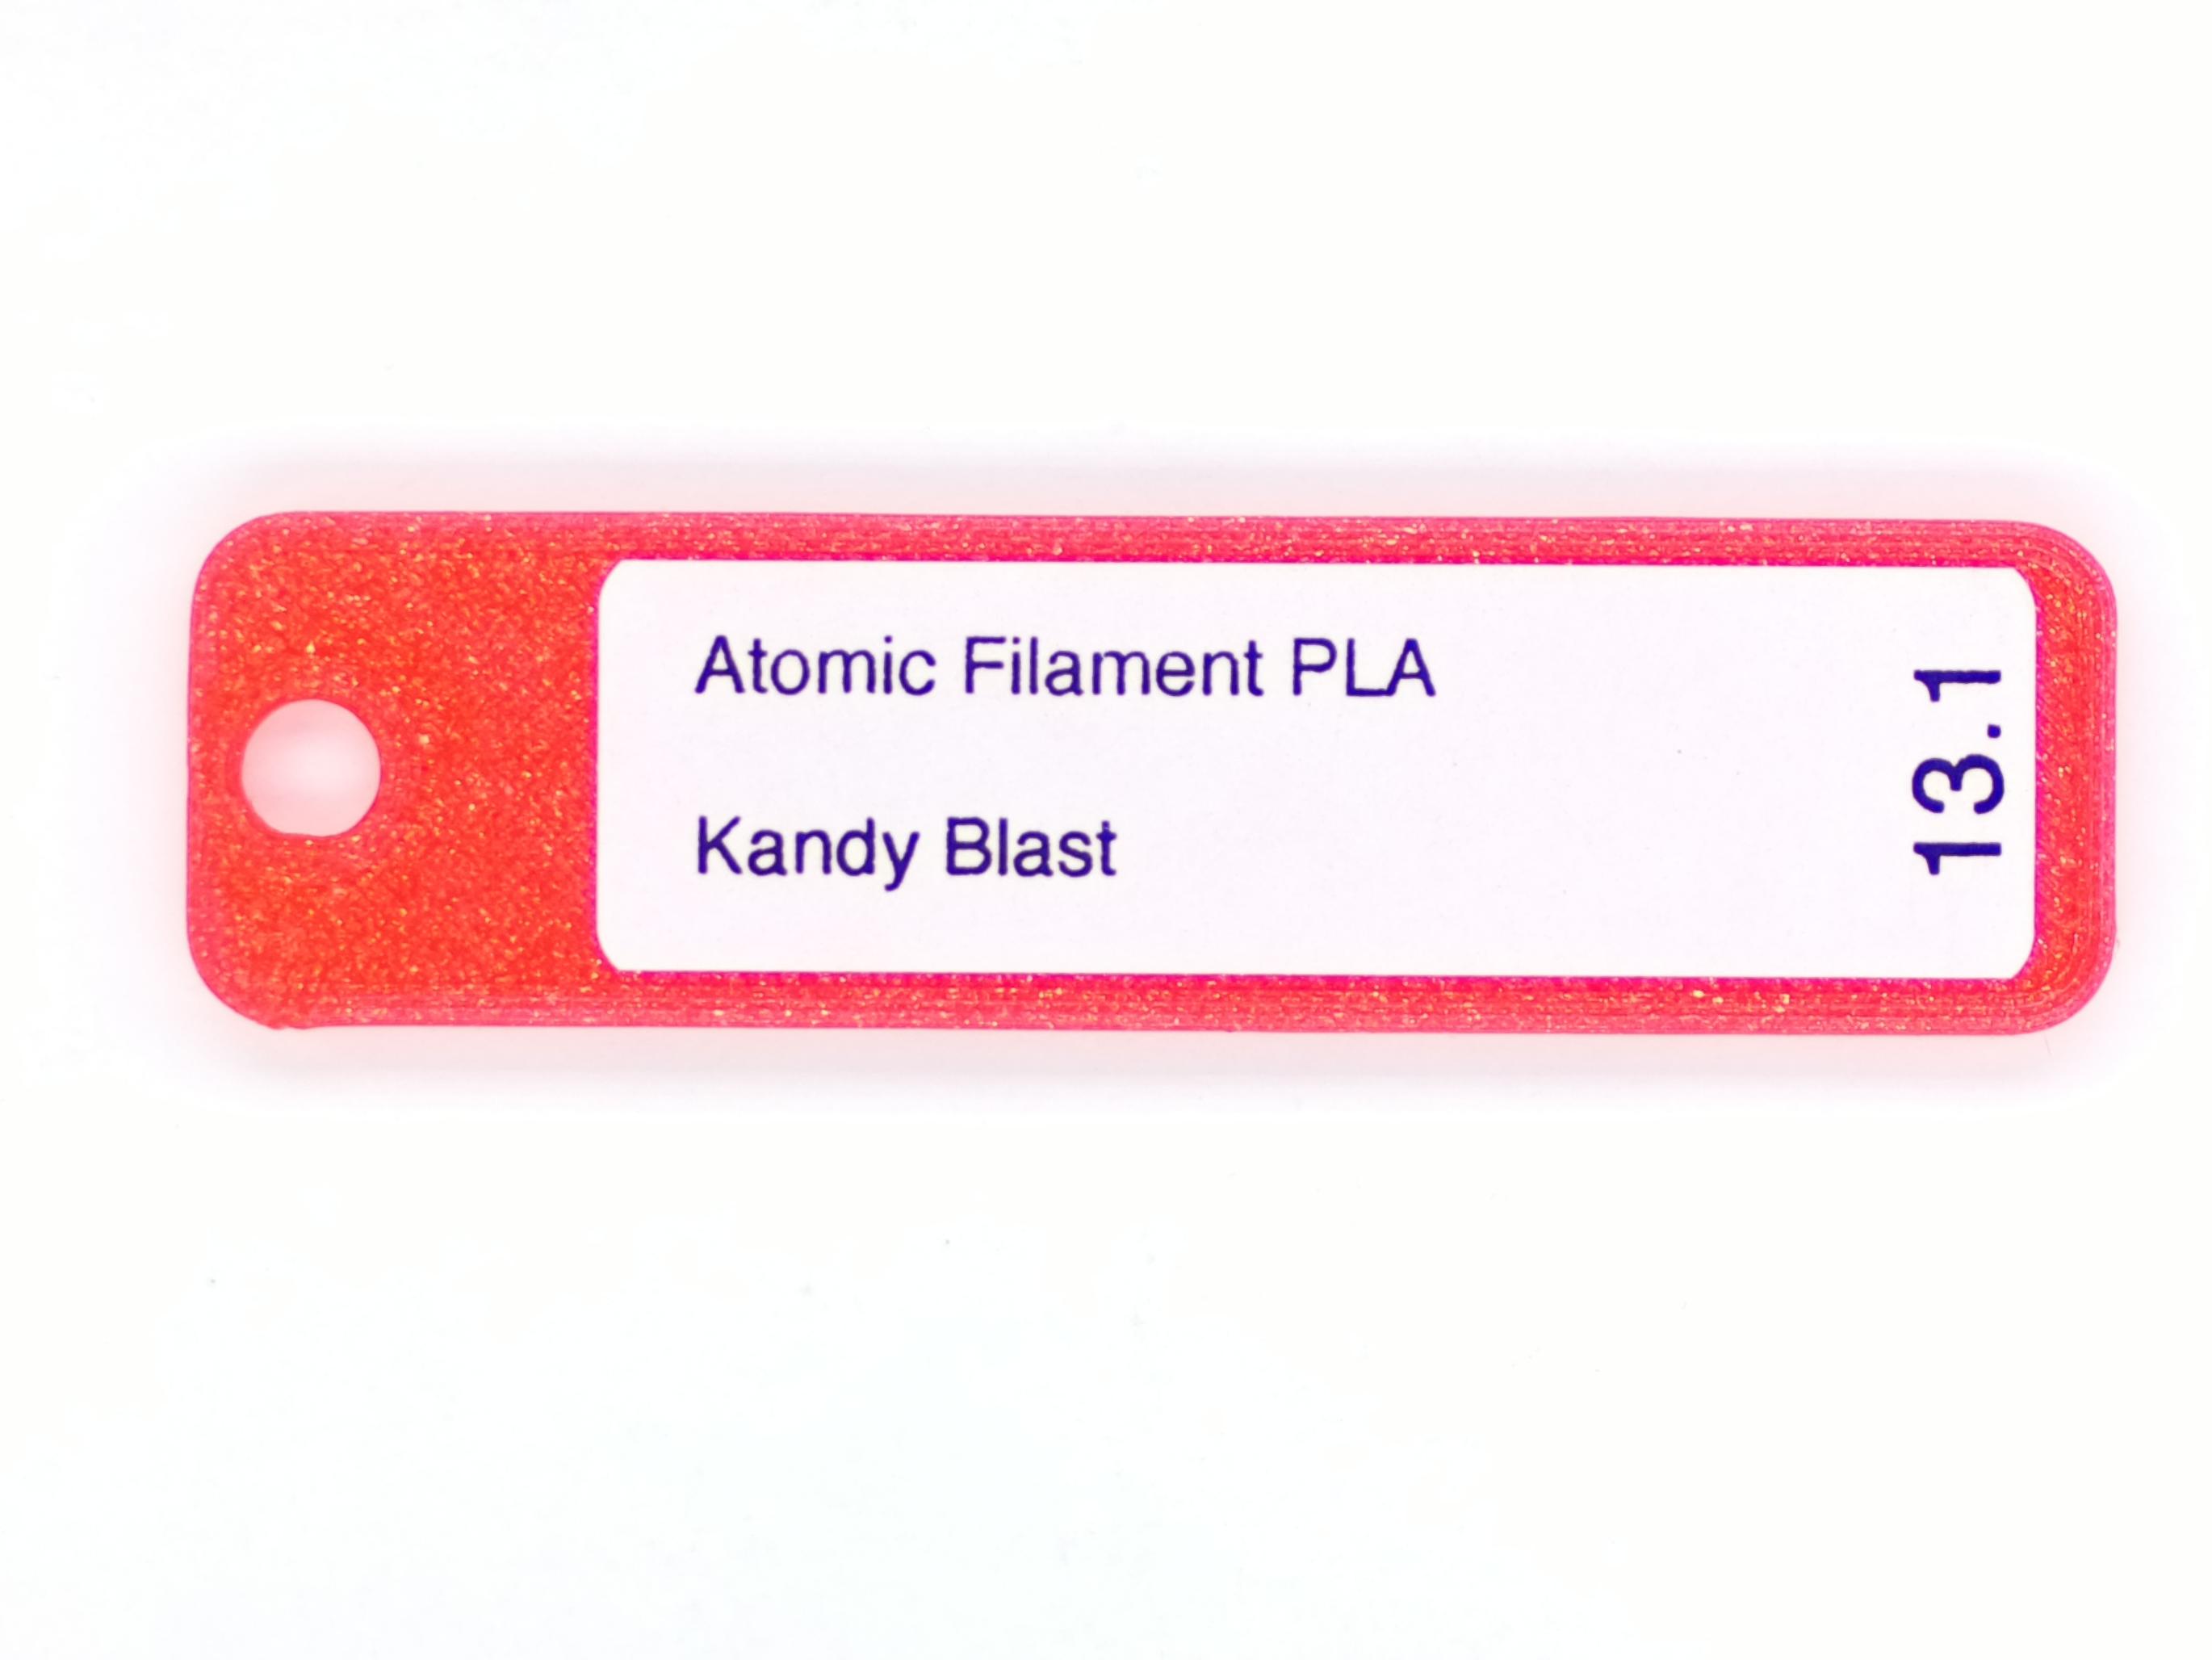 Atomic Filament PLA
Kandy Blast
13.1